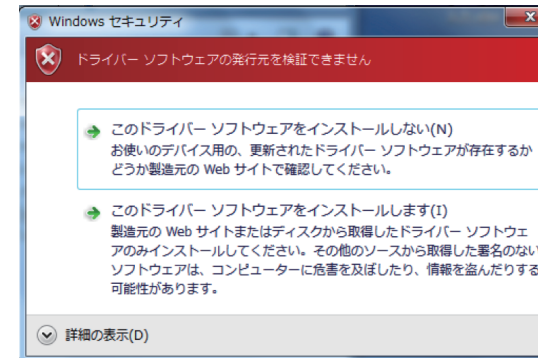 Windows セキュリティ
ドライバー ソフトウェアの発行元を検証できません
このドライバー ソフトウェアをインストールしない(N)
お使いのデバイス用の、更新されたドライバー ソフトウェアが存在するか
どうか製造元の Web サイトで確認してください。
このドライバー ソフトウェアをインストールします(I)
製造元の Web サイトまたはディスクから取得したドライバー ソフトウェ
アのみインストールしてください。その他のソースから取得した署名のない
ソフトウェアは、コンピューターに危害を及ぼしたり、情報を盗んだりする
可能性があります。
詳細の表示(D)